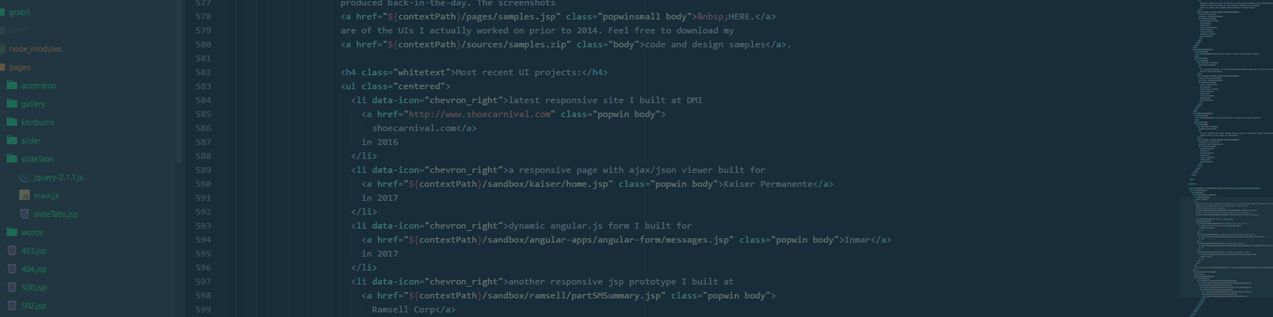 grobit
node_modules
pages
accordion
gallery
kenburns
slider
slideTabs
jquery-2.1.1.js
main.js
slideTabs.jsp
words
403.jsp
404.jsp
500.jsp
502.jsp
577 produced back-in-the-day. The screenshots
578 <a href="${contextPath}/pages/samples.jsp" class="popwinsmall body">&nbsp;HERE.</a>
579 are of the UIs I actually worked on prior to 2014. Feel free to download my
580 <a href="${contextPath}/sources/samples.zip" class="body">code and design samples</a>.
581
582 <h4 class="whitetext">Most recent UI projects:</h4>
583 <ul class="centered">
584 <li data-icon="chevron_right">latest responsive site I built at DMI
585 <a href="http://www.shoecarnival.com" class="popwin body">
586 shoecarnival.com</a>
587 in 2016
588 </li>
589 <li data-icon="chevron_right">a responsive page with ajax/json viewer built for
590 <a href="${contextPath}/sandbox/kaiser/home.jsp" class="popwin body">Kaiser Permanente</a>
591 in 2017
592 </li>
593 <li data-icon="chevron_right">dynamic angular.js form I built for
594 <a href="${contextPath}/sandbox/angular-apps/angular-form/messages.jsp" class="popwin body">Inmar</a>
595 in 2017
596 </li>
597 <li data-icon="chevron_right">another responsive jsp prototype I built at
598 <a href="${contextPath}/sandbox/ramsell/partSMSummary.jsp" class="popwin body">
599 Ramsell Corp</a>